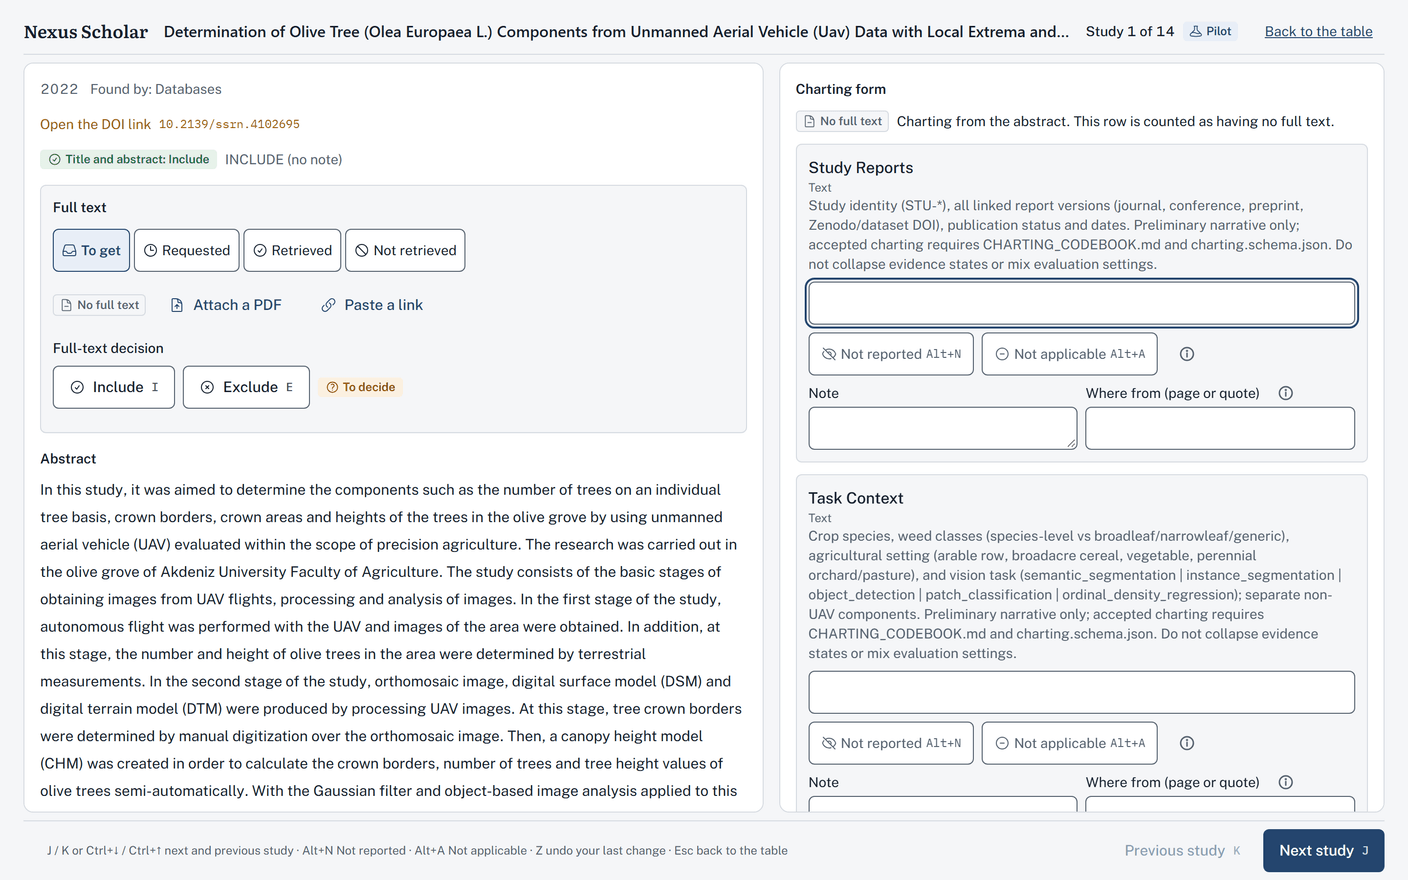 Nexus Scholar
Determination of Olive Tree (Olea Europaea L.) Components from Unmanned Aerial Vehicle (Uav) Data with Local Extrema and...
Study 1 of 14
Pilot
Back to the table
2022 Found by: Databases
Open the DOI link 10.2139/ssrn.4102695
Title and abstract: Include INCLUDE (no note)
Full text
To get
Requested
Retrieved
Not retrieved
No full text
Attach a PDF
Paste a link
Full-text decision
Include I
Exclude E
To decide
Abstract
In this study, it was aimed to determine the components such as the number of trees on an individual
tree basis, crown borders, crown areas and heights of the trees in the olive grove by using unmanned
aerial vehicle (UAV) evaluated within the scope of precision agriculture. The research was carried out in
the olive grove of Akdeniz University Faculty of Agriculture. The study consists of the basic stages of
obtaining images from UAV flights, processing and analysis of images. In the first stage of the study,
autonomous flight was performed with the UAV and images of the area were obtained. In addition, at
this stage, the number and height of olive trees in the area were determined by terrestrial
measurements. In the second stage of the study, orthomosaic image, digital surface model (DSM) and
digital terrain model (DTM) were produced by processing UAV images. At this stage, tree crown borders
were determined by manual digitization over the orthomosaic image. Then, a canopy height model
(CHM) was created in order to calculate the crown borders, number of trees and tree height values of
olive trees semi-automatically. With the Gaussian filter and object-based image analysis applied to this
Charting form
No full text Charting from the abstract. This row is counted as having no full text.
Study Reports
Text
Study identity (STU-*), all linked report versions (journal, conference, preprint,
Zenodo/dataset DOI), publication status and dates. Preliminary narrative only;
accepted charting requires CHARTING_CODEBOOK.md and charting.schema.json. Do
not collapse evidence states or mix evaluation settings.
Not reported Alt+N
Not applicable Alt+A
Note
Where from (page or quote)
Task Context
Text
Crop species, weed classes (species-level vs broadleaf/narrowleaf/generic),
agricultural setting (arable row, broadacre cereal, vegetable, perennial
orchard/pasture), and vision task (semantic_segmentation | instance_segmentation |
object_detection | patch_classification | ordinal_density_regression); separate non-
UAV components. Preliminary narrative only; accepted charting requires
CHARTING_CODEBOOK.md and charting.schema.json. Do not collapse evidence
states or mix evaluation settings.
Not reported Alt+N
Not applicable Alt+A
Note
Where from (page or quote)
J / K or Ctrl+↓ / Ctrl+↑ next and previous study · Alt+N Not reported · Alt+A Not applicable · Z undo your last change · Esc back to the table
Previous study K
Next study J